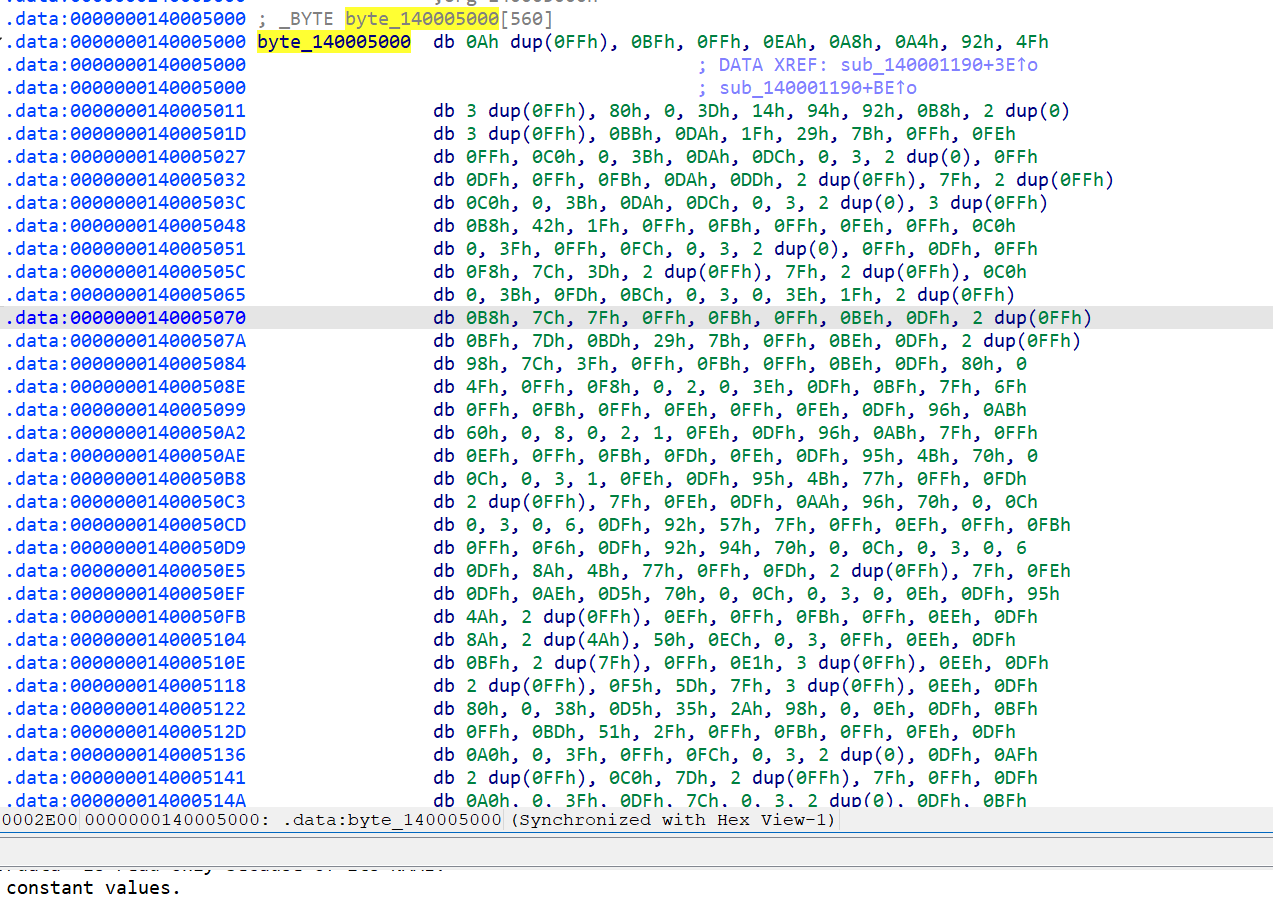 .data:0000000140005000 ; _BYTE byte_140005000[560]
.data:0000000140005000 byte_140005000 db 0Ah dup(0FFh), 0BFh, 0FFh, 0EAh, 0A8h, 0A4h, 92h, 4Fh
.data:0000000140005000 ; DATA XREF: sub_140001190+3E↑o
.data:0000000140005000 ; sub_140001190+BE↑o
.data:0000000140005011 db 3 dup(0FFh), 80h, 0, 3Dh, 14h, 94h, 92h, 0B8h, 2 dup(0)
.data:000000014000501D db 3 dup(0FFh), 0BBh, 0DAh, 1Fh, 29h, 7Bh, 0FFh, 0FEh
.data:0000000140005027 db 0FFh, 0C0h, 0, 3Bh, 0DAh, 0DCh, 0, 3, 2 dup(0), 0FFh
.data:0000000140005032 db 0DFh, 0FFh, 0FBh, 0DAh, 0DDh, 2 dup(0FFh), 7Fh, 2 dup(0FFh)
.data:000000014000503C db 0C0h, 0, 3Bh, 0DAh, 0DCh, 0, 3, 2 dup(0), 3 dup(0FFh)
.data:0000000140005048 db 0B8h, 42h, 1Fh, 0FFh, 0FBh, 0FFh, 0FEh, 0FFh, 0C0h
.data:0000000140005051 db 0, 3Fh, 0FFh, 0FCh, 0, 3, 2 dup(0), 0FFh, 0DFh, 0FFh
.data:000000014000505C db 0F8h, 7Ch, 3Dh, 2 dup(0FFh), 7Fh, 2 dup(0FFh), 0C0h
.data:0000000140005065 db 0, 3Bh, 0FDh, 0BCh, 0, 3, 0, 3Eh, 1Fh, 2 dup(0FFh)
.data:0000000140005070 db 0B8h, 7Ch, 7Fh, 0FFh, 0FBh, 0FFh, 0BEh, 0DFh, 2 dup(0FFh)
.data:000000014000507A db 0BFh, 7Dh, 0BDh, 29h, 7Bh, 0FFh, 0BEh, 0DFh, 2 dup(0FFh)
.data:0000000140005084 db 98h, 7Ch, 3Fh, 0FFh, 0FBh, 0FFh, 0BEh, 0DFh, 80h, 0
.data:000000014000508E db 4Fh, 0FFh, 0F8h, 0, 2, 0, 3Eh, 0DFh, 0BFh, 7Fh, 6Fh
.data:0000000140005099 db 0FFh, 0FBh, 0FFh, 0FEh, 0FFh, 0FEh, 0DFh, 96h, 0ABh
.data:00000001400050A2 db 60h, 0, 8, 0, 2, 1, 0FEh, 0DFh, 96h, 0ABh, 7Fh, 0FFh
.data:00000001400050AE db 0EFh, 0FFh, 0FBh, 0FDh, 0FEh, 0DFh, 95h, 4Bh, 70h, 0
.data:00000001400050B8 db 0Ch, 0, 3, 1, 0FEh, 0DFh, 95h, 4Bh, 77h, 0FFh, 0FDh
.data:00000001400050C3 db 2 dup(0FFh), 7Fh, 0FEh, 0DFh, 0AAh, 96h, 70h, 0, 0Ch
.data:00000001400050CD db 0, 3, 0, 6, 0DFh, 92h, 57h, 7Fh, 0FFh, 0EFh, 0FFh, 0FBh
.data:00000001400050D9 db 0FFh, 0F6h, 0DFh, 92h, 94h, 70h, 0, 0Ch, 0, 3, 0, 6
.data:00000001400050E5 db 0DFh, 8Ah, 4Bh, 77h, 0FFh, 0FDh, 2 dup(0FFh), 7Fh, 0FEh
.data:00000001400050EF db 0DFh, 0AEh, 0D5h, 70h, 0, 0Ch, 0, 3, 0, 0Eh, 0DFh, 95h
.data:00000001400050FB db 4Ah, 2 dup(0FFh), 0EFh, 0FFh, 0FBh, 0FFh, 0EEh, 0DFh
.data:0000000140005104 db 8Ah, 2 dup(4Ah), 50h, 0ECh, 0, 3, 0FFh, 0EEh, 0DFh
.data:000000014000510E db 0BFh, 2 dup(7Fh), 0FFh, 0E1h, 3 dup(0FFh), 0EEh, 0DFh
.data:0000000140005118 db 2 dup(0FFh), 0F5h, 5Dh, 7Fh, 3 dup(0FFh), 0EEh, 0DFh
.data:0000000140005122 db 80h, 0, 38h, 0D5h, 35h, 2Ah, 98h, 0, 0Eh, 0DFh, 0BFh
.data:000000014000512D db 0FFh, 0BDh, 51h, 2Fh, 0FFh, 0FBh, 0FFh, 0FEh, 0DFh
.data:0000000140005136 db 0A0h, 0, 3Fh, 0FFh, 0FCh, 0, 3, 2 dup(0), 0DFh, 0AFh
.data:0000000140005141 db 2 dup(0FFh), 0C0h, 7Dh, 2 dup(0FFh), 7Fh, 0FFh, 0DFh
.data:000000014000514A db 0A0h, 0, 3Fh, 0DFh, 7Ch, 0, 3, 2 dup(0), 0DFh, 0BFh
0002E00 0000000140005000: .data:byte_140005000 (Synchronized with Hex View-1)
constant values.